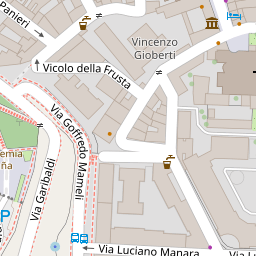 Panieri
Vincenzo
Gioberti
Vicolo della Frusta
Via Goffredo Mameli
Via Garibaldi
P
Via Luciano Manara